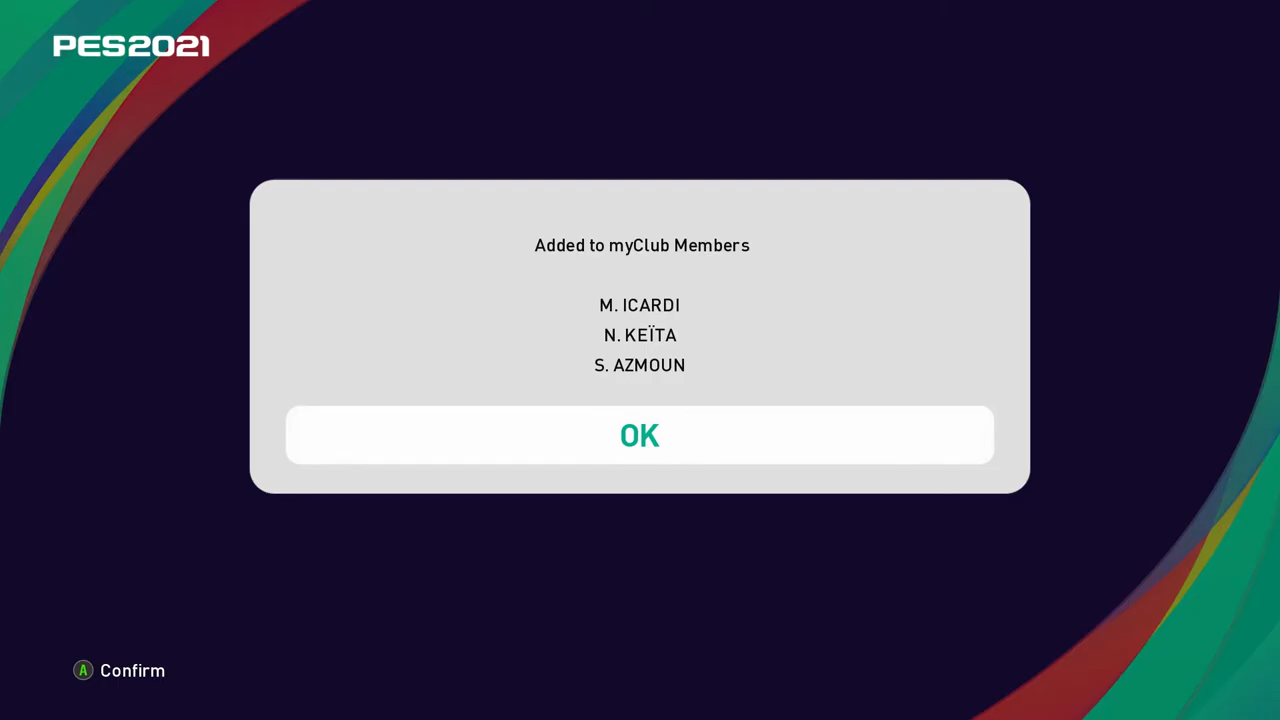 PES2021
Added to myClub Members
M. ICARDI
N. KEÏTA
S. AZMOUN
OK
A Confirm